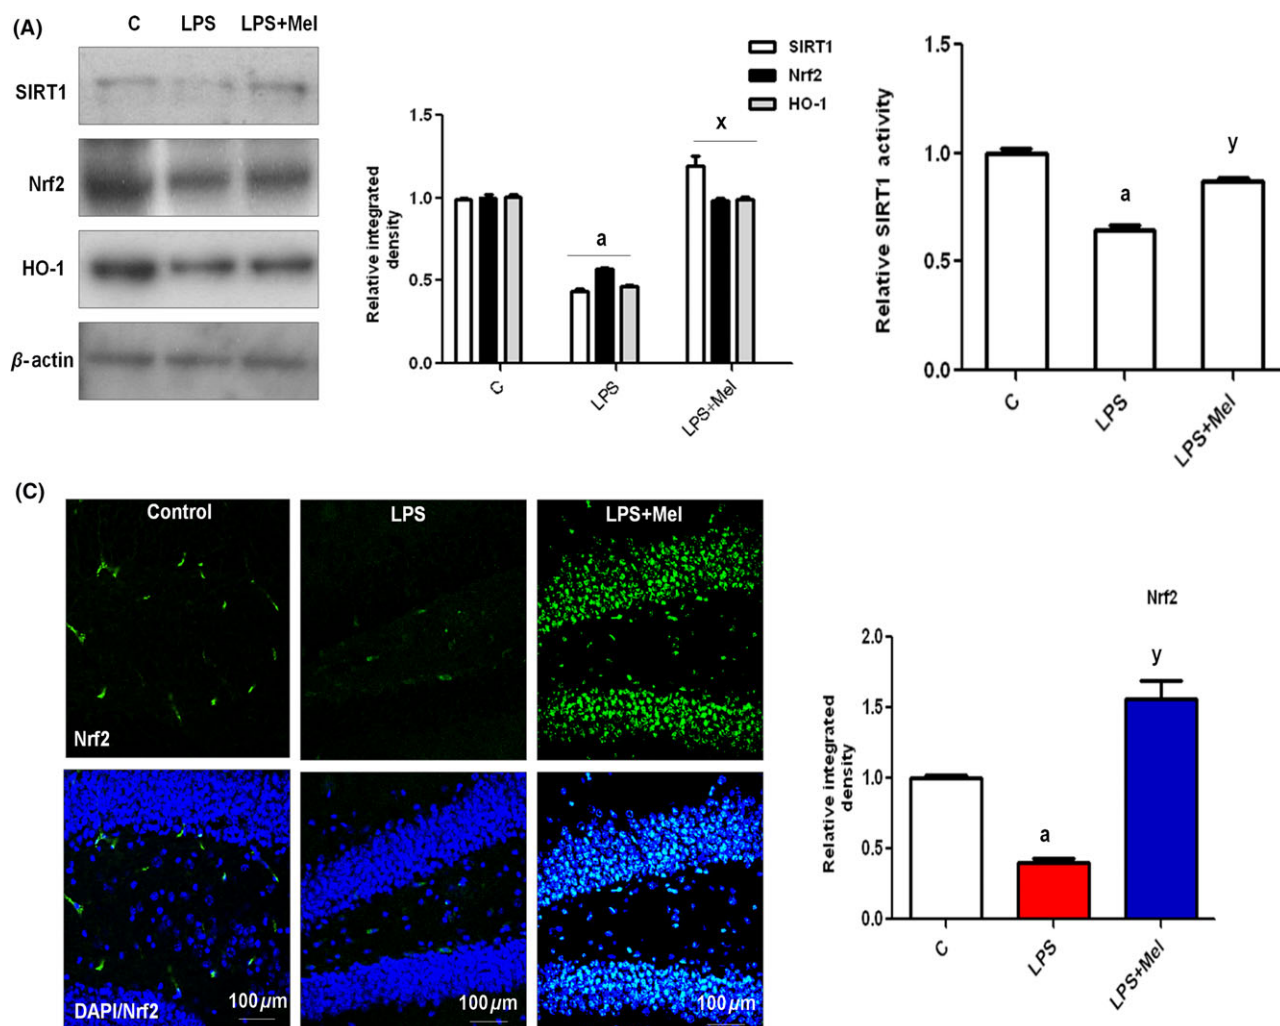 (A)
C LPS LPS+Mel
SIRT1
Nrf2
HO-1
β-actin
SIRT1
Nrf2
HO-1
Relative integrated
density
1.5
1.0
0.5
0.0
a
x
C
LPS
LPS+Mel
Relative SIRT1 activity
1.5
1.0
0.5
0.0
a
y
C
LPS
LPS+Mel
(C)
Control
LPS
LPS+Mel
Nrf2
DAPI/Nrf2
100 μm
100 μm
100 μm
Nrf2
Relative integrated
density
2.0
1.5
1.0
0.5
0.0
a
y
C
LPS
LPS+Mel